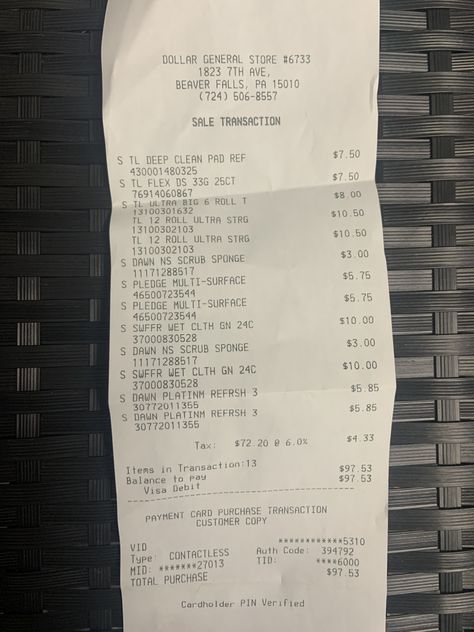 DOLLAR GENERAL STORE #6733
1823 7TH AVE,
BEAVER FALLS, PA 15010
(724) 506-8557
SALE TRANSACTION
S TL DEEP CLEAN PAD REF $7.50
430001480325
S TL FLEX DS 33G 25CT $7.50
76914060867
S TL ULTRA BIG 6 ROLL T $8.00
13100301632
TL 12 ROLL ULTRA STRG $10.50
13100302103
TL 12 ROLL ULTRA STRG $10.50
13100302103
S DAWN NS SCRUB SPONGE $3.00
11171288517
S PLEDGE MULTI-SURFACE $5.75
46500723544
S PLEDGE MULTI-SURFACE $5.75
46500723544
S SWFFR WET CLTH GN 24C $10.00
37000830528
S DAWN NS SCRUB SPONGE $3.00
11171288517
S SWFFR WET CLTH GN 24C $10.00
37000830528
S DAWN PLATINM REFRSH 3 $5.85
30772011355
S DAWN PLATINM REFRSH 3 $5.85
30772011355
Tax: $72.20 @ 6.0% $4.33
Items in Transaction:13
Balance to pay $97.53
Visa Debit $97.53
PAYMENT CARD PURCHASE TRANSACTION
CUSTOMER COPY
VID ************5310
Type: CONTACTLESS Auth Code: 394792
MID: *******27013 TID: ****6000
TOTAL PURCHASE $97.53
Cardholder PIN Verified